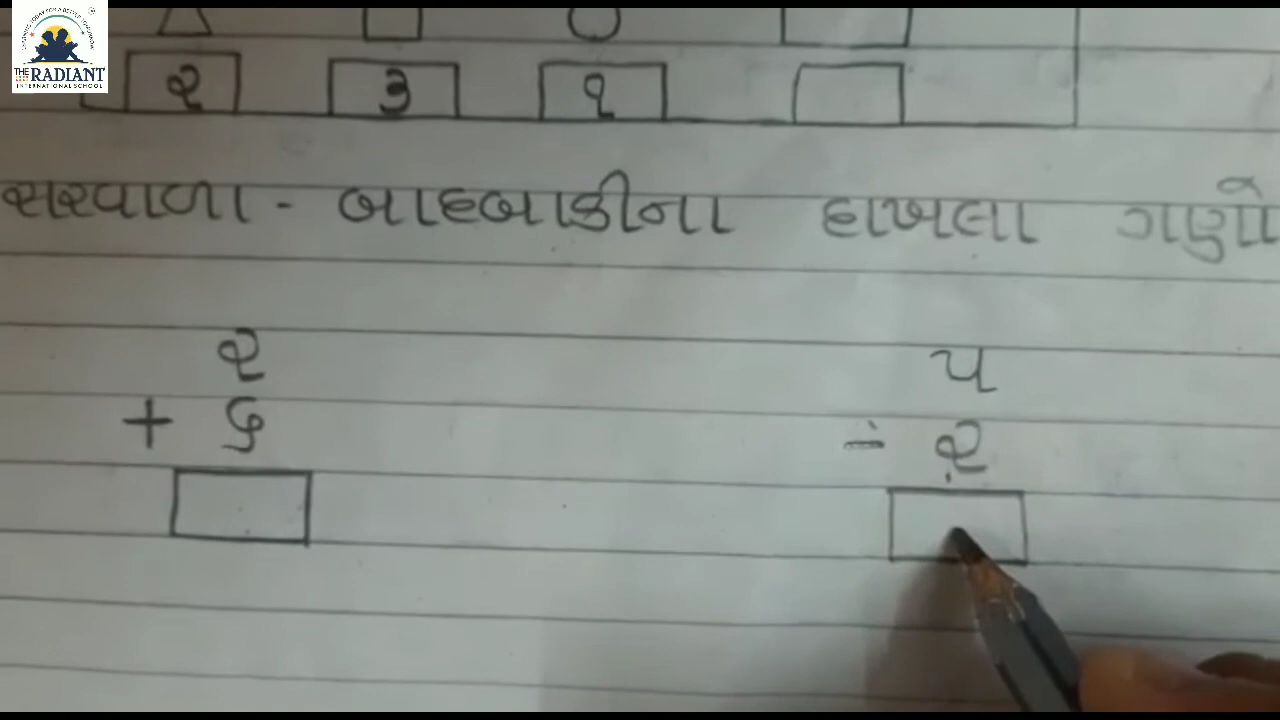 THE RADIANT
INTERNATIONAL SCHOOL
૨ ૩ ૧
સરવાળા - બાદબાકીના દાખલા ગણો
૨ ૫
+ ૬ - ૨